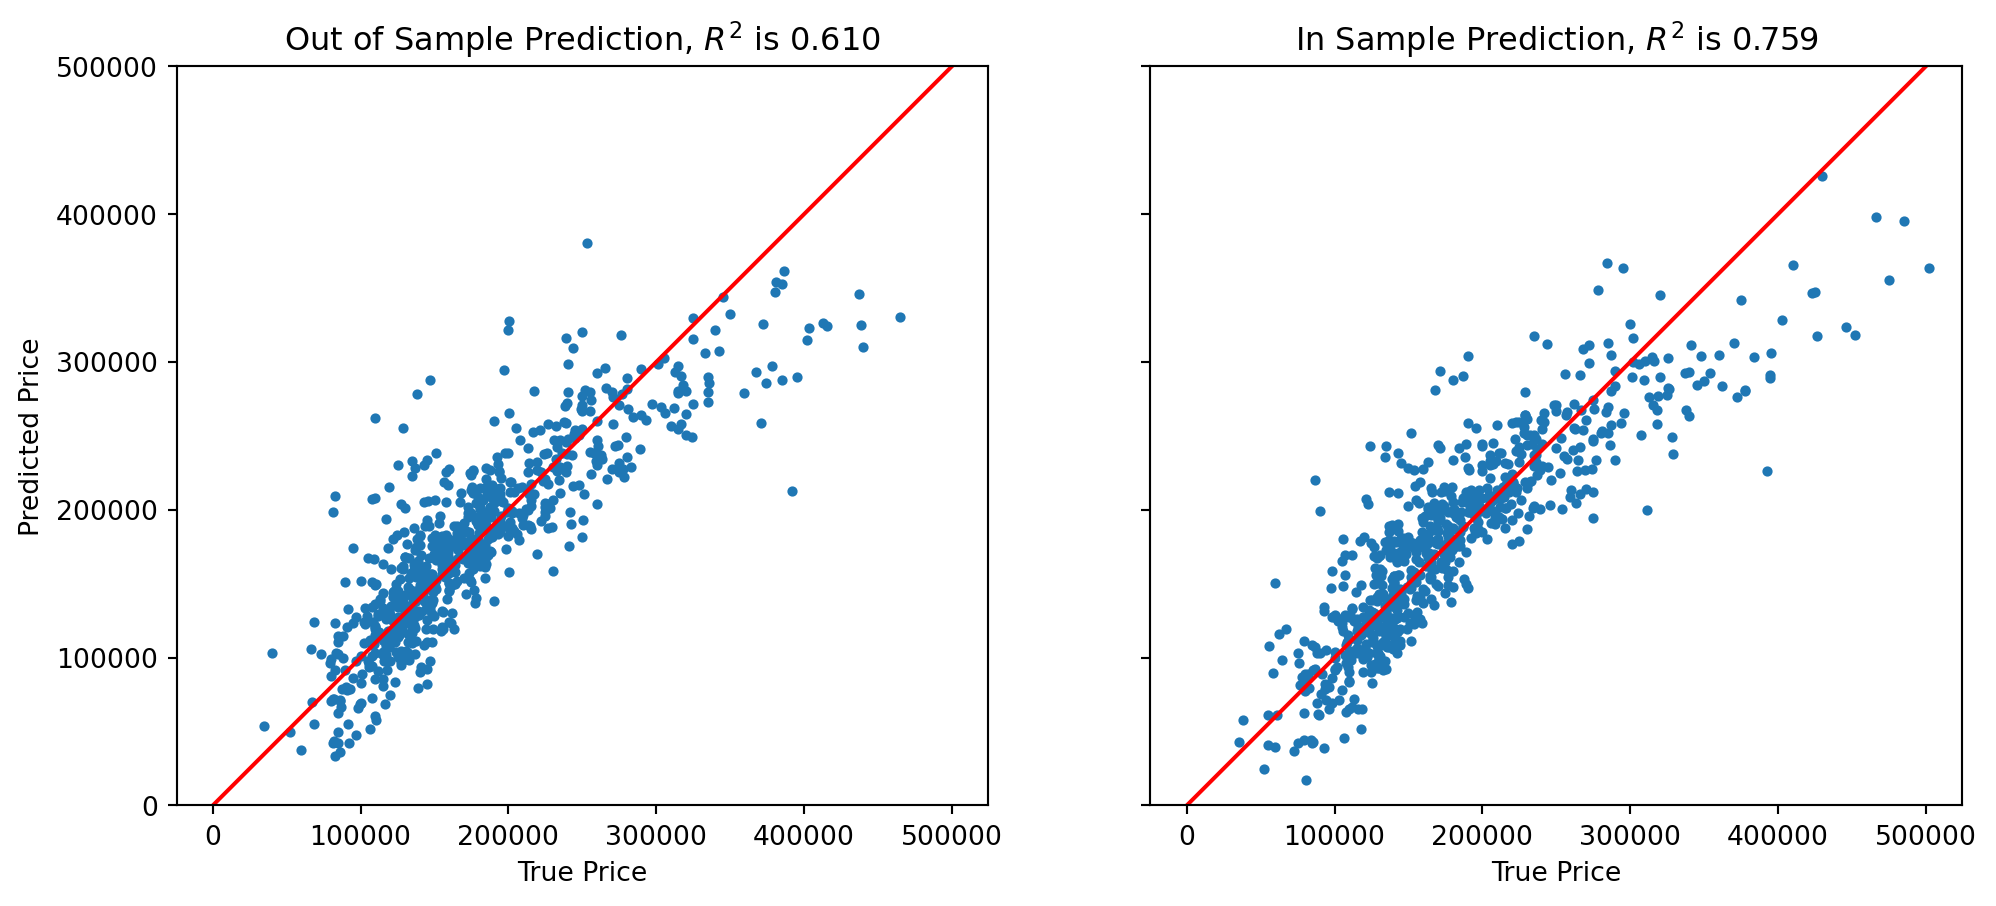 Out of Sample Prediction, R² is 0.610
500000
400000
300000
200000
100000
0
Predicted Price
0 100000 200000 300000 400000 500000
True Price
In Sample Prediction, R² is 0.759
0 100000 200000 300000 400000 500000
True Price